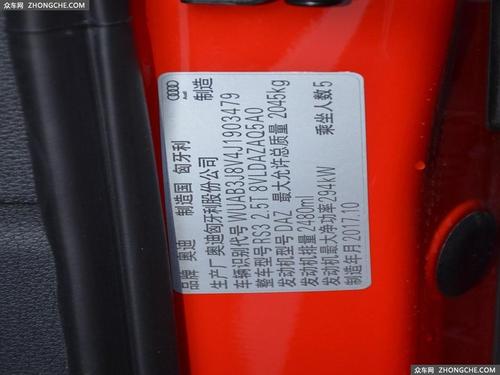 众车网 ZHONGCHE.COM
Audi
品牌 奥迪 制造国 匈牙利 制造
生产厂 奥迪匈牙利股份公司
车辆识别代号 WUAB3J8V4J1903479
整车型号 RS3 2.5T 8VLDAZAQ5A0
发动机型号 DAZ 最大允许总质量 2045kg
发动机排量 2480ml
发动机最大净功率 294kW 乘坐人数 5
制造年月 2017.10
众车网 ZHONGCHE.COM